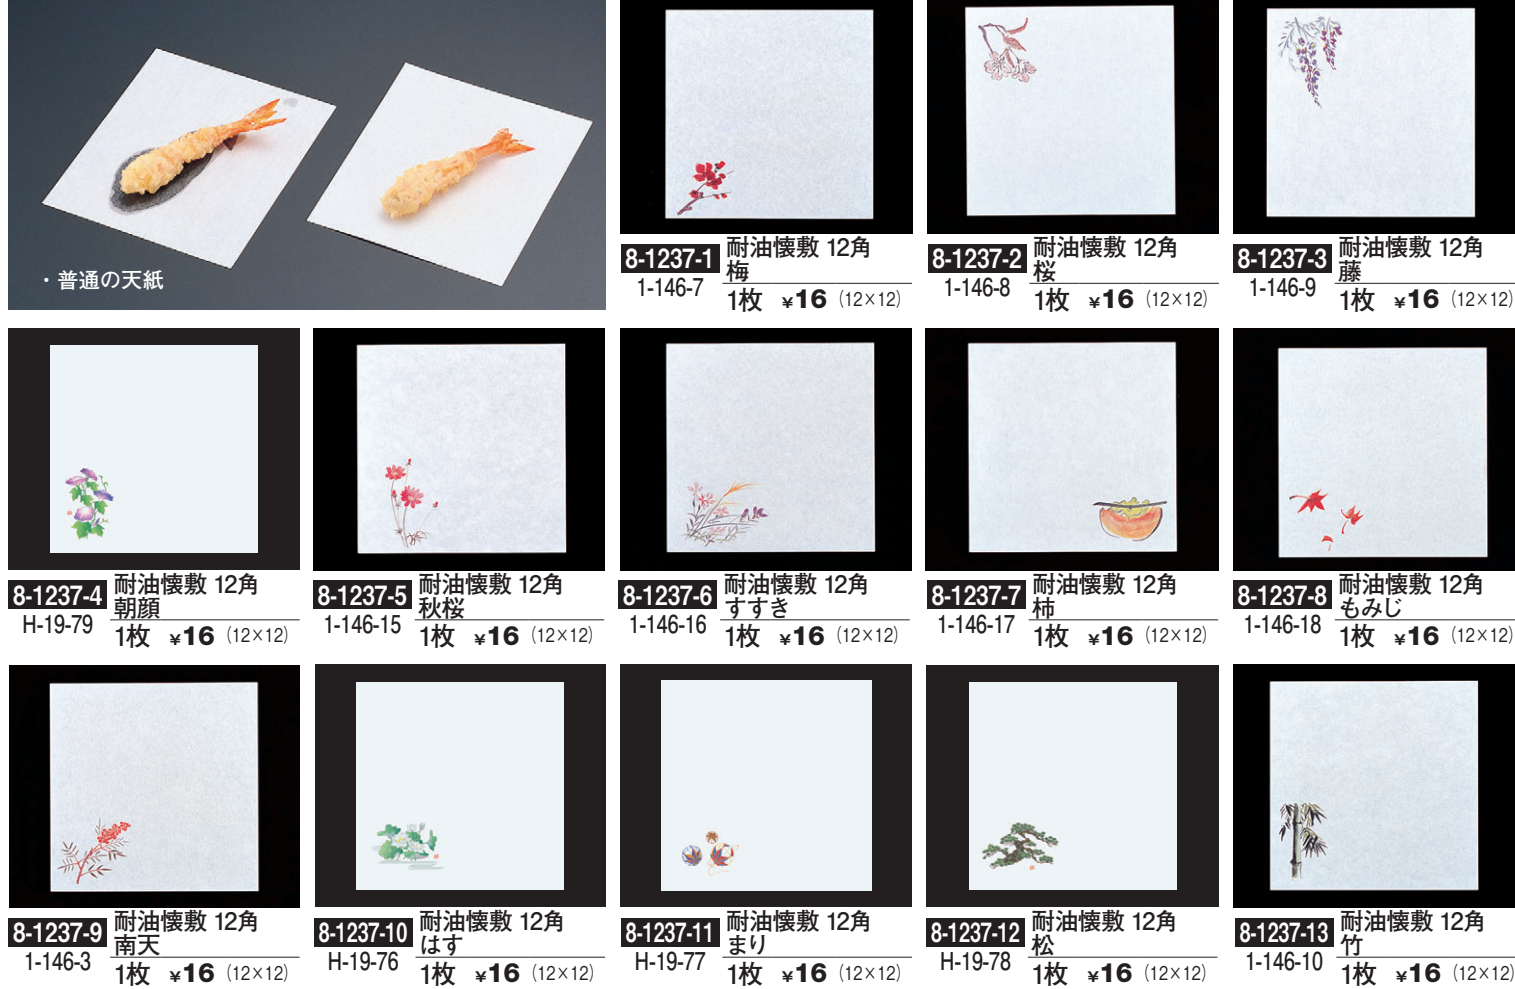 ・普通の天紙
8-1237-1
1-146-7
耐油懐敷 12角
梅
1枚 ¥16 (12×12)
8-1237-2
1-146-8
耐油懐敷 12角
桜
1枚 ¥16 (12×12)
8-1237-3
1-146-9
耐油懐敷 12角
藤
1枚 ¥16 (12×12)
8-1237-4
H-19-79
耐油懐敷 12角
朝顔
1枚 ¥16 (12×12)
8-1237-5
1-146-15
耐油懐敷 12角
秋桜
1枚 ¥16 (12×12)
8-1237-6
1-146-16
耐油懐敷 12角
すすき
1枚 ¥16 (12×12)
8-1237-7
1-146-17
耐油懐敷 12角
柿
1枚 ¥16 (12×12)
8-1237-8
1-146-18
耐油懐敷 12角
もみじ
1枚 ¥16 (12×12)
8-1237-9
1-146-3
耐油懐敷 12角
南天
1枚 ¥16 (12×12)
8-1237-10
H-19-76
耐油懐敷 12角
はす
1枚 ¥16 (12×12)
8-1237-11
H-19-77
耐油懐敷 12角
まり
1枚 ¥16 (12×12)
8-1237-12
H-19-78
耐油懐敷 12角
松
1枚 ¥16 (12×12)
8-1237-13
1-146-10
耐油懐敷 12角
竹
1枚 ¥16 (12×12)